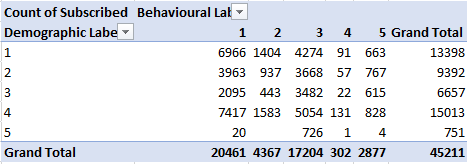 Count of Subscribed Behavioural Lab
Demographic Labe 1 2 3 4 5 Grand Total
1 6966 1404 4274 91 663 13398
2 3963 937 3668 57 767 9392
3 2095 443 3482 22 615 6657
4 7417 1583 5054 131 828 15013
5 20 726 1 4 751
Grand Total 20461 4367 17204 302 2877 45211